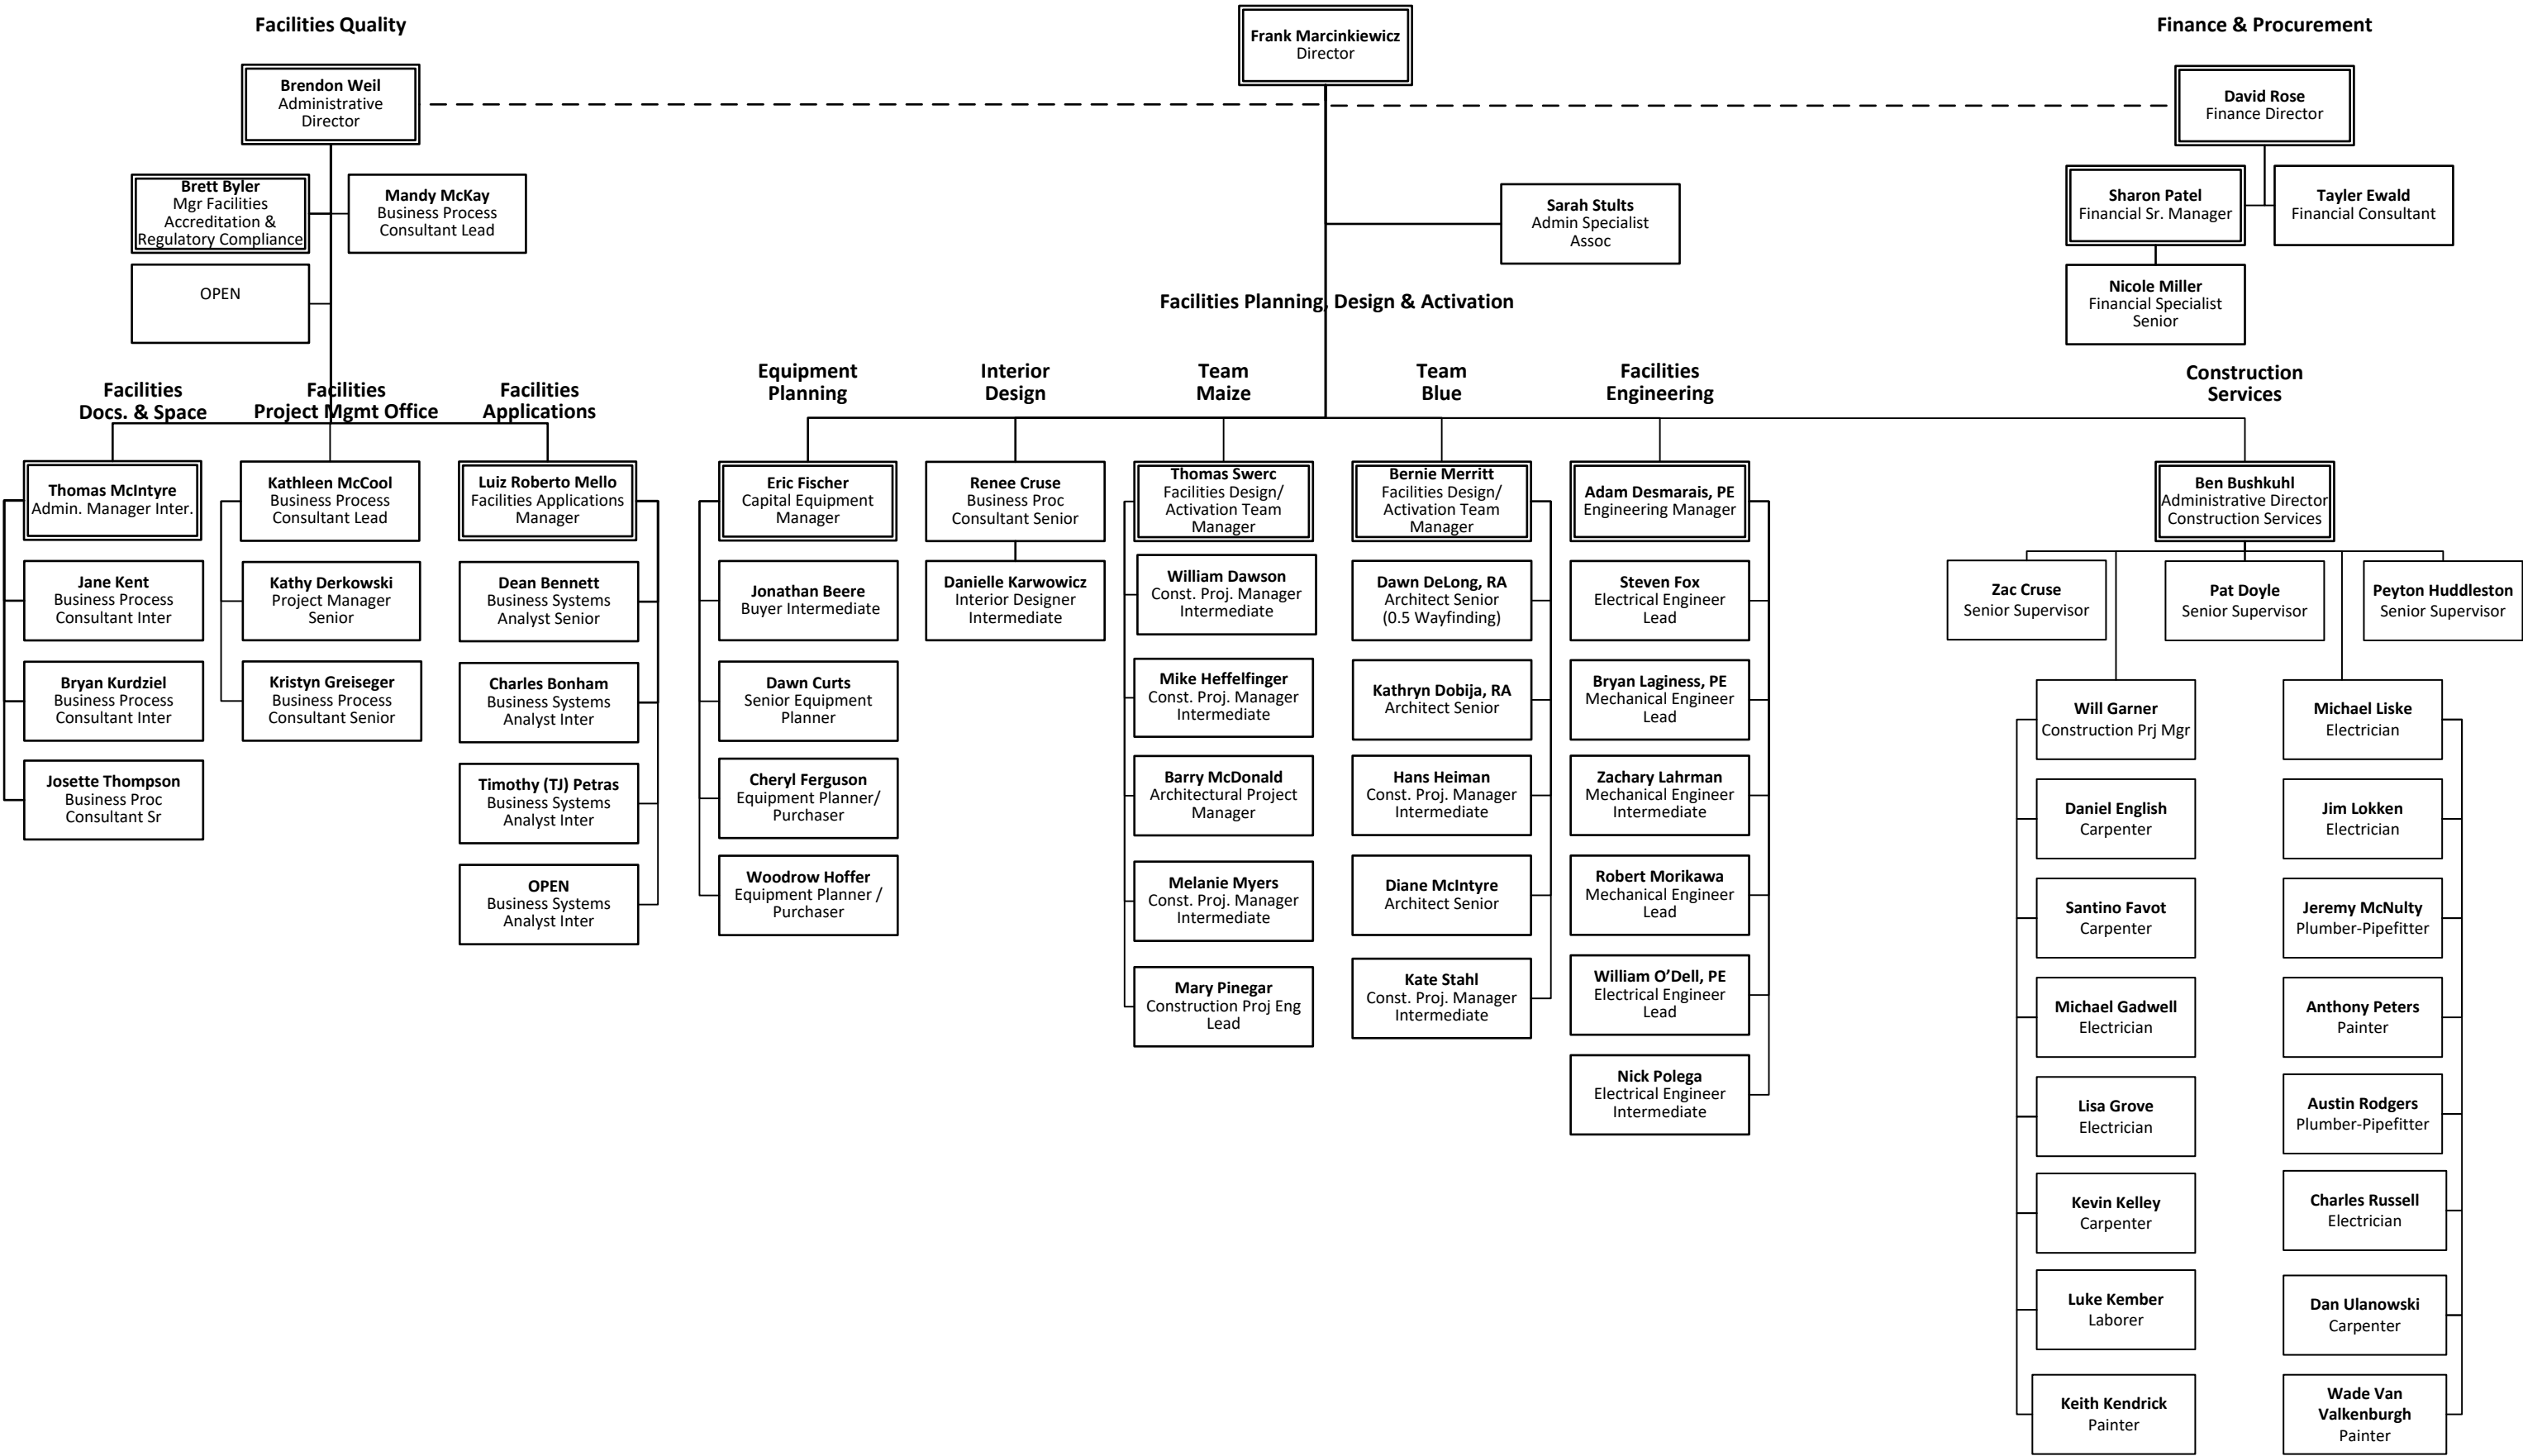 Facilities Quality
Frank Marcinkiewicz
Director
Finance & Procurement
Brendon Weil
Administrative
Director
David Rose
Finance Director
Brett Byler
Mgr Facilities
Accreditation &
Regulatory Compliance
Mandy McKay
Business Process
Consultant Lead
OPEN
Sarah Stults
Admin Specialist
Assoc
Sharon Patel
Financial Sr. Manager
Tayler Ewald
Financial Consultant
Nicole Miller
Financial Specialist
Senior
Facilities Planning, Design & Activation
Facilities
Docs. & Space
Facilities
Project Mgmt Office
Facilities
Applications
Equipment
Planning
Interior
Design
Team
Maize
Team
Blue
Facilities
Engineering
Construction
Services
Thomas McIntyre
Admin. Manager Inter.
Jane Kent
Business Process
Consultant Inter
Bryan Kurdziel
Business Process
Consultant Inter
Josette Thompson
Business Proc
Consultant Sr
Kathleen McCool
Business Process
Consultant Lead
Kathy Derkowski
Project Manager
Senior
Kristyn Greiseger
Business Process
Consultant Senior
Luiz Roberto Mello
Facilities Applications
Manager
Dean Bennett
Business Systems
Analyst Senior
Charles Bonham
Business Systems
Analyst Inter
Timothy (TJ) Petras
Business Systems
Analyst Inter
OPEN
Business Systems
Analyst Inter
Eric Fischer
Capital Equipment
Manager
Jonathan Beere
Buyer Intermediate
Dawn Curts
Senior Equipment
Planner
Cheryl Ferguson
Equipment Planner/
Purchaser
Woodrow Hoffer
Equipment Planner /
Purchaser
Renee Cruse
Business Proc
Consultant Senior
Danielle Karwowicz
Interior Designer
Intermediate
Thomas Swerc
Facilities Design/
Activation Team
Manager
William Dawson
Const. Proj. Manager
Intermediate
Mike Heffelfinger
Const. Proj. Manager
Intermediate
Barry McDonald
Architectural Project
Manager
Melanie Myers
Const. Proj. Manager
Intermediate
Mary Pinegar
Construction Proj Eng
Lead
Bernie Merritt
Facilities Design/
Activation Team
Manager
Dawn DeLong, RA
Architect Senior
(0.5 Wayfinding)
Kathryn Dobija, RA
Architect Senior
Hans Heiman
Const. Proj. Manager
Intermediate
Diane McIntyre
Architect Senior
Kate Stahl
Const. Proj. Manager
Intermediate
Adam Desmarais, PE
Engineering Manager
Steven Fox
Electrical Engineer
Lead
Bryan Laginess, PE
Mechanical Engineer
Lead
Zachary Lahrman
Mechanical Engineer
Intermediate
Robert Morikawa
Mechanical Engineer
Lead
William O’Dell, PE
Electrical Engineer
Lead
Nick Polega
Electrical Engineer
Intermediate
Ben Bushkuhl
Administrative Director
Construction Services
Zac Cruse
Senior Supervisor
Pat Doyle
Senior Supervisor
Peyton Huddleston
Senior Supervisor
Will Garner
Construction Prj Mgr
Daniel English
Carpenter
Santino Favot
Carpenter
Michael Gadwell
Electrician
Lisa Grove
Electrician
Kevin Kelley
Carpenter
Luke Kember
Laborer
Keith Kendrick
Painter
Michael Liske
Electrician
Jim Lokken
Electrician
Jeremy McNulty
Plumber-Pipefitter
Anthony Peters
Painter
Austin Rodgers
Plumber-Pipefitter
Charles Russell
Electrician
Dan Ulanowski
Carpenter
Wade Van
Valkenburgh
Painter